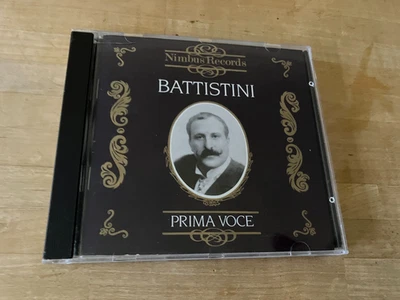 Nimbus Records
BATTISTINI
PRIMA VOCE